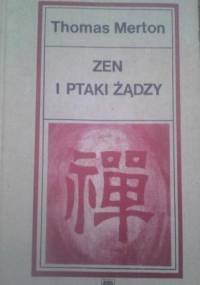 Thomas Merton
ZEN
I PTAKI ŻĄDZY
禪